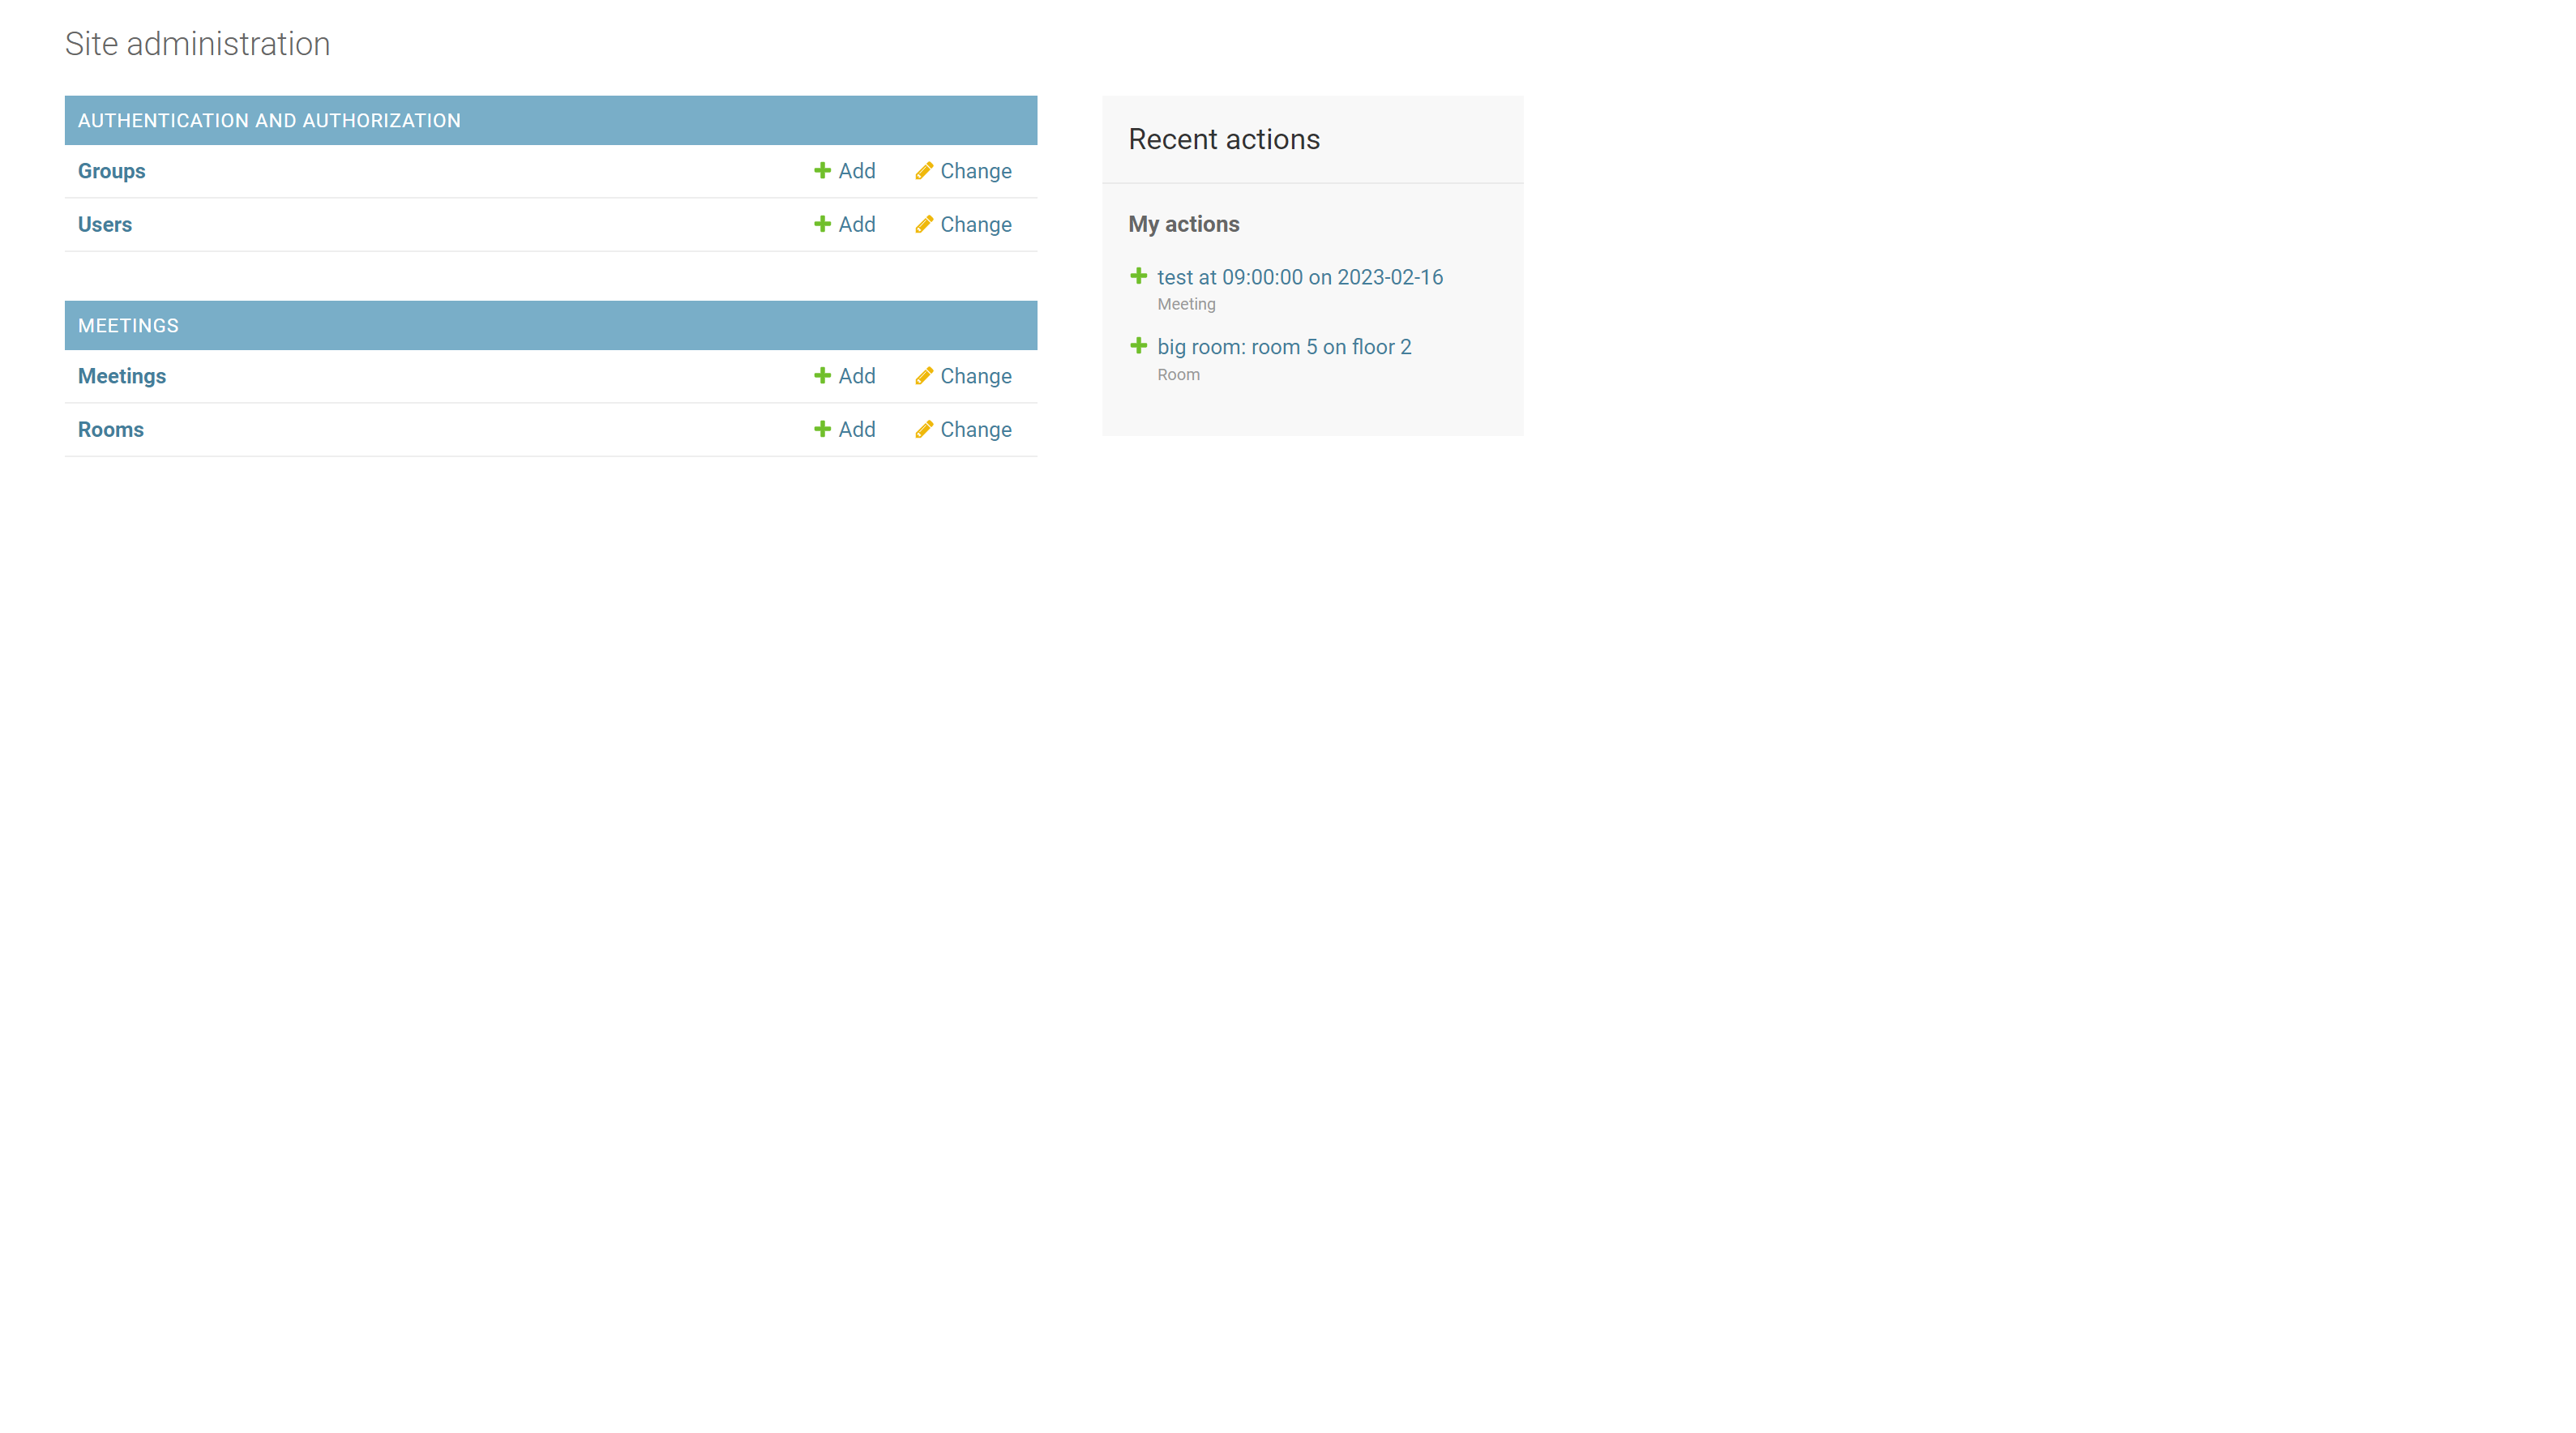 Site administration
AUTHENTICATION AND AUTHORIZATION
Groups Add Change
Users Add Change
MEETINGS
Meetings Add Change
Rooms Add Change
Recent actions
My actions
test at 09:00:00 on 2023-02-16
Meeting
big room: room 5 on floor 2
Room